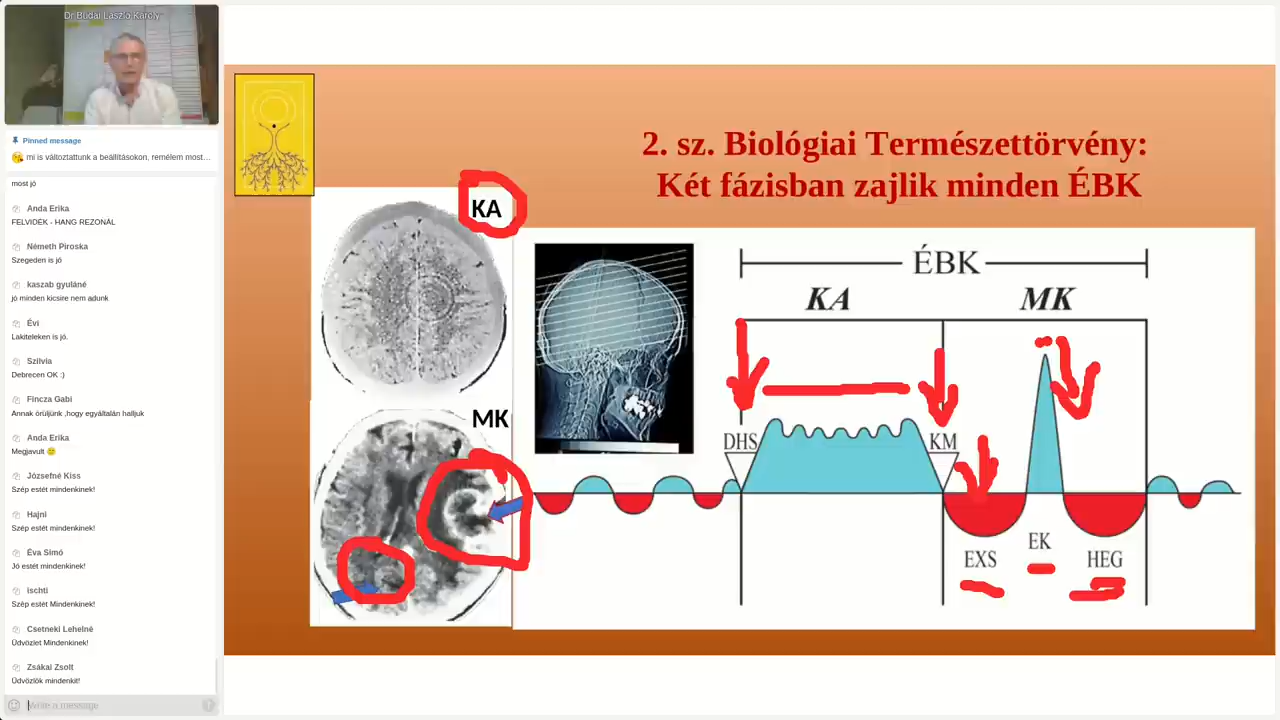 Dr Budai László Károly
Pinned message
mi is változtattunk a beállításokon, remélem most…
most jó
Anda Erika
FELVIDÉK - HANG REZONÁL
Németh Piroska
Szegeden is jó
kaszab gyuláné
jó minden kicsire nem adunk
Évi
Lakiteleken is jó.
Szilvia
Debrecen OK :)
Fincza Gabi
Annak örüljünk ,hogy egyáltalán halljuk
Anda Erika
Megjavult
Józsefné Kiss
Szép estét mindenkinek!
Hajni
Szép estét mindenkinek!
Éva Simó
Jó estét mindenkinek!
ischti
Szép estét Mindenkinek!
Csetneki Lehelné
Üdvözlet Mindenkinek!
Zsákai Zsolt
Üdvözlök mindenkit!
Write a message
2. sz. Biológiai Természettörvény:
Két fázisban zajlik minden ÉBK
KA
MK
ÉBK
KA MK
DHS KM
EXS EK HEG